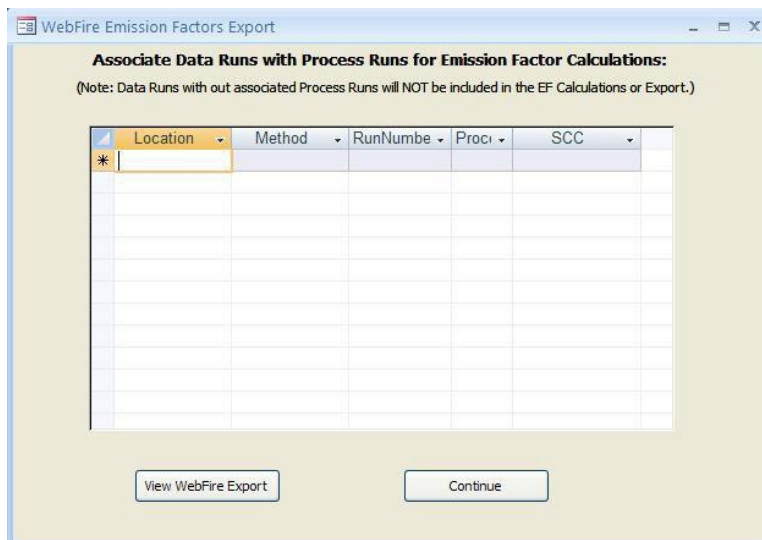 WebFire Emission Factors Export
Associate Data Runs with Process Runs for Emission Factor Calculations:
(Note: Data Runs with out associated Process Runs will NOT be included in the EF Calculations or Export.)
Location Method RunNumbe Proce SCC
View WebFire Export Continue